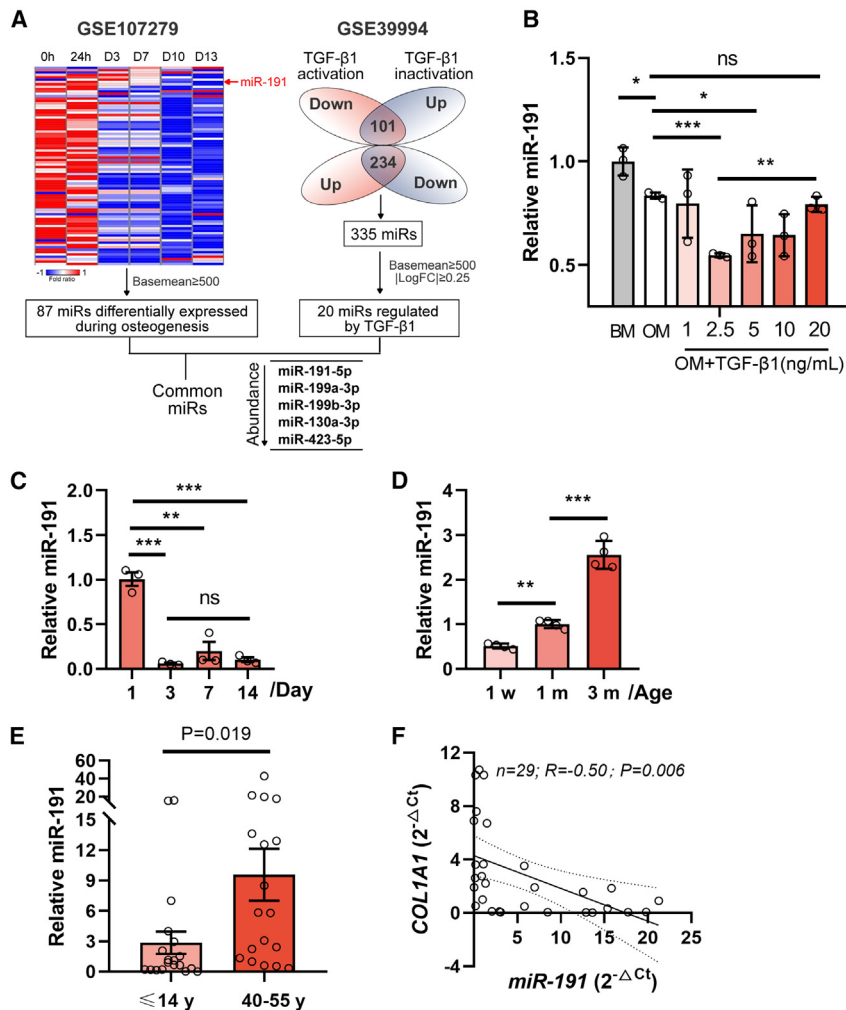 A
GSE107279
GSE39994
0h 24h D3 D7 D10 D13
miR-191
TGF-β1
activation
TGF-β1
inactivation
Down
Up
101
234
Up
Down
335 miRs
-1 1
Fold ratio
Basemean≥500
Basemean≥500
|LogFC|≥0.25
87 miRs differentially expressed
during osteogenesis
20 miRs regulated
by TGF-β1
Common
miRs
Abundance
miR-191-5p
miR-199a-3p
miR-199b-3p
miR-130a-3p
miR-423-5p
B
Relative miR-191
1.5
1.0
0.5
ns
*
*
***
**
BM OM 1 2.5 5 10 20
OM+TGF-β1(ng/mL)
C
Relative miR-191
2.0
1.5
1.0
0.5
0.0
***
**
***
ns
1 3 7 14 /Day
D
Relative miR-191
4
3
2
1
0
***
**
1 w 1 m 3 m /Age
E
Relative miR-191
60
40
20
15
12
9
6
3
0
P=0.019
≤14 y 40-55 y
F
COL1A1 (2-ΔCt)
12
8
4
0
-4
n=29; R=-0.50; P=0.006
5 10 15 20 25
miR-191 (2-ΔCt)